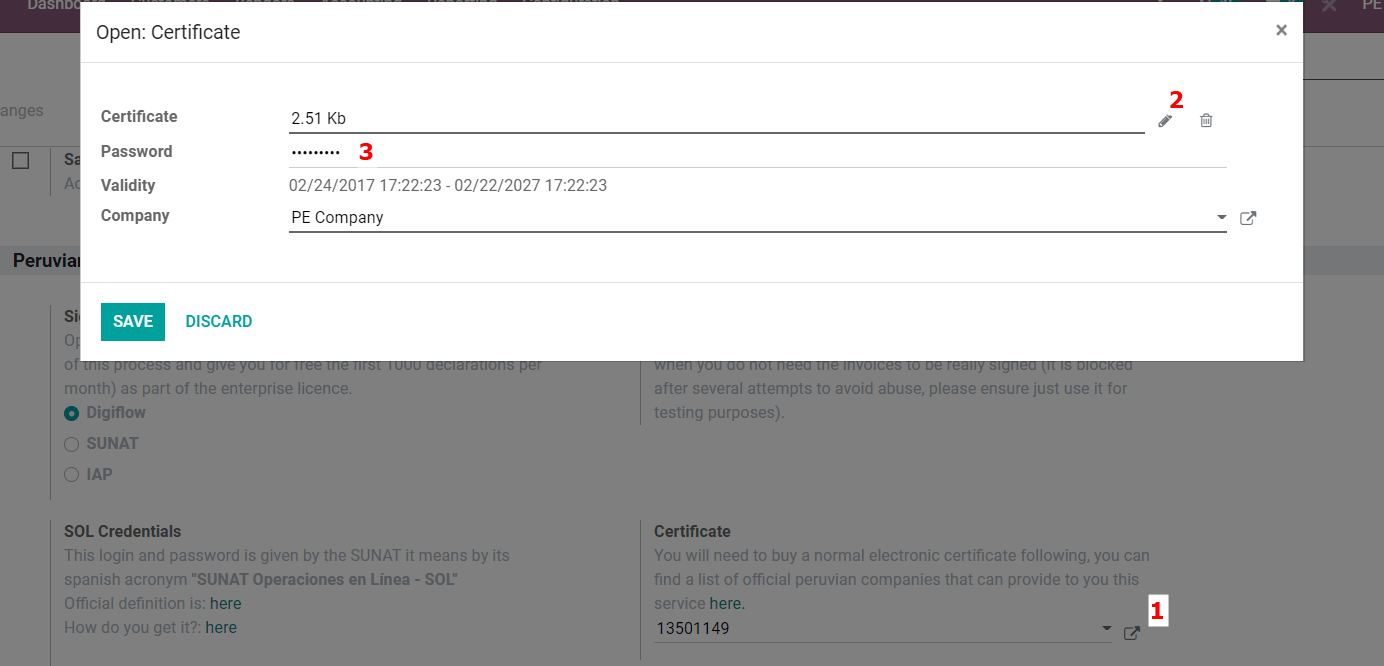 PE
Open: Certificate
×
2
Certificate
2.51 Kb
Password
••••••••• 3
Validity
02/24/2017 17:22:23 - 02/22/2027 17:22:23
Company
PE Company
SAVE
DISCARD
anges
Sa
Peruvian
of this process and give you for free the first 1000 declarations per
month) as part of the enterprise licence.
Digiflow
SUNAT
IAP
when you do not need the invoices to be really signed (it is blocked
after several attempts to avoid abuse, please ensure just use it for
testing purposes).
SOL Credentials
This login and password is given by the SUNAT it means by its
spanish acronym "SUNAT Operaciones en Línea - SOL"
Official definition is: here
How do you get it?: here
Certificate
You will need to buy a normal electronic certificate following, you can
find a list of official peruvian companies that can provide to you this
service here.
13501149
1